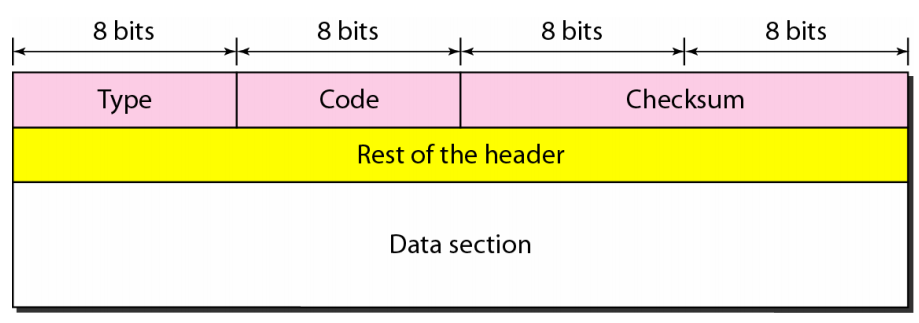 8 bits 8 bits 8 bits 8 bits
Type Code Checksum
Rest of the header
Data section